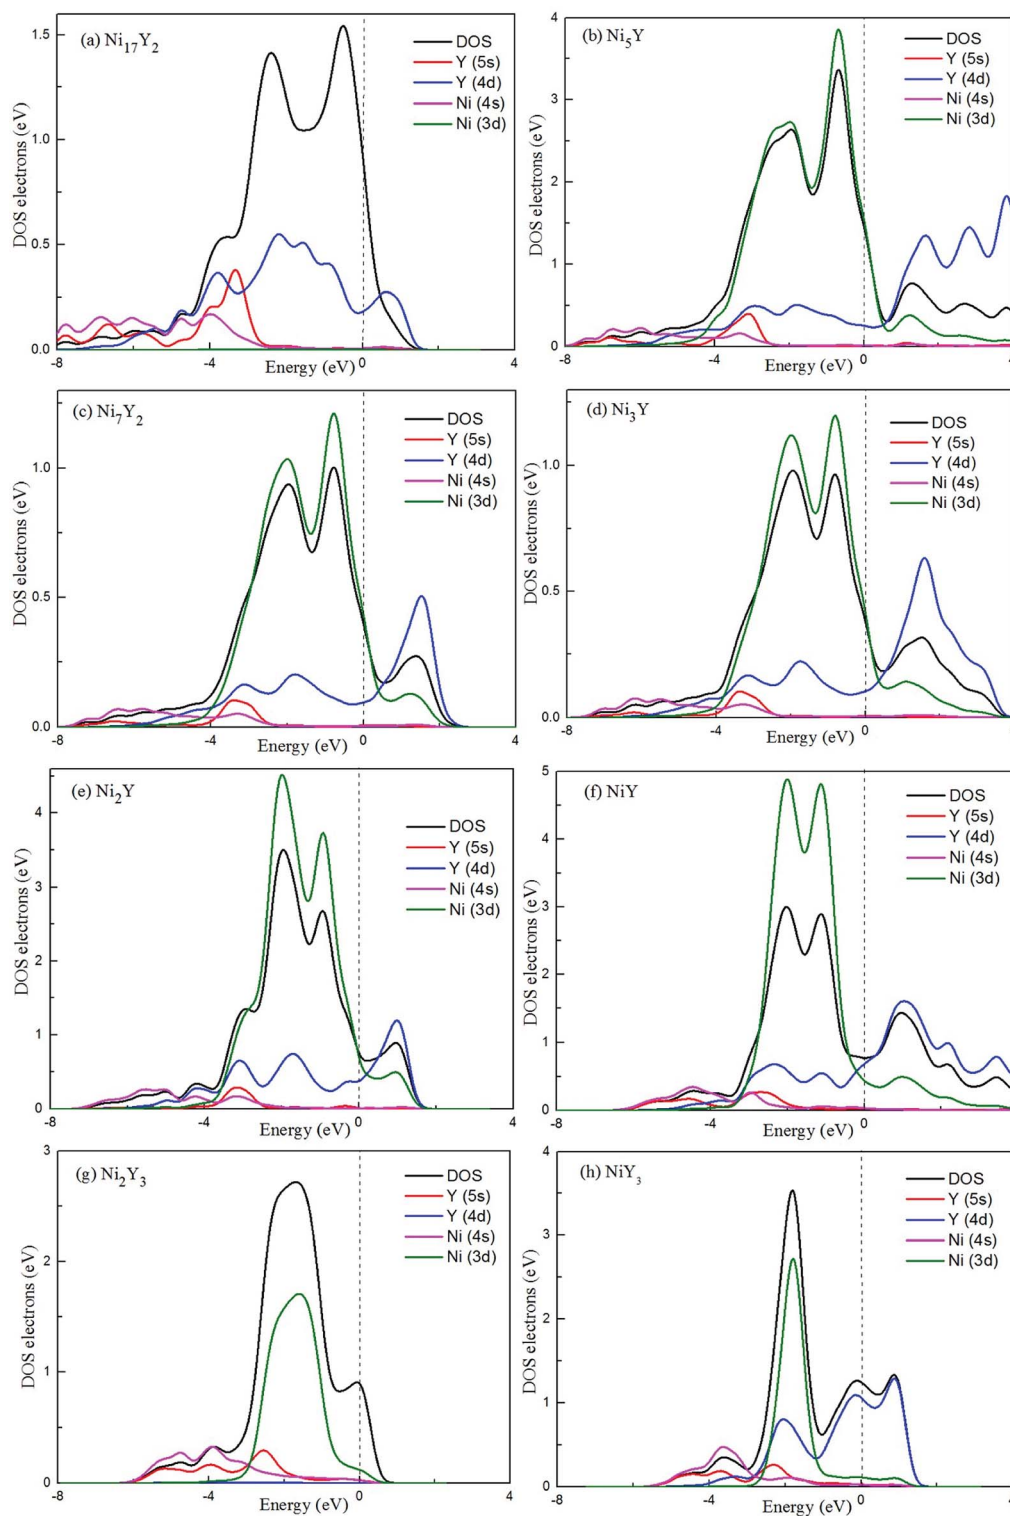 (a) Ni17Y2
DOS
Y (5s)
Y (4d)
Ni (4s)
Ni (3d)
DOS electrons (eV)
1.5
1.0
0.5
0.0
-8
-4
0
4
Energy (eV)
(b) Ni5Y
DOS
Y (5s)
Y (4d)
Ni (4s)
Ni (3d)
DOS electrons (eV)
4
3
2
1
0
-8
-4
0
4
Energy (eV)
(c) Ni7Y2
DOS
Y (5s)
Y (4d)
Ni (4s)
Ni (3d)
DOS electrons (eV)
1.0
0.5
0.0
-8
-4
0
4
Energy (eV)
(d) Ni3Y
DOS
Y (5s)
Y (4d)
Ni (4s)
Ni (3d)
DOS electrons (eV)
1.0
0.5
0.0
-8
-4
0
4
Energy (eV)
(e) Ni2Y
DOS
Y (5s)
Y (4d)
Ni (4s)
Ni (3d)
DOS electrons (eV)
4
3
2
1
0
-8
-4
0
4
Energy (eV)
(f) NiY
DOS
Y (5s)
Y (4d)
Ni (4s)
Ni (3d)
DOS electrons (eV)
5
4
3
2
1
0
-8
-4
0
4
Energy (eV)
(g) Ni2Y3
DOS
Y (5s)
Y (4d)
Ni (4s)
Ni (3d)
DOS electrons (eV)
3
2
1
0
-8
-4
0
4
Energy (eV)
(h) NiY3
DOS
Y (5s)
Y (4d)
Ni (4s)
Ni (3d)
DOS electrons (eV)
4
3
2
1
0
-8
-4
0
4
Energy (eV)